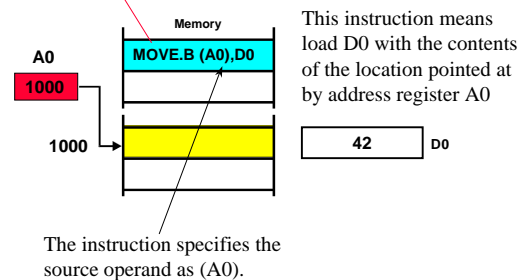 Memory
This instruction means
load D0 with the contents
of the location pointed at
by address register A0
MOVE.B (A0),D0
A0
1000
1000
42
D0
The instruction specifies the
source operand as (A0).